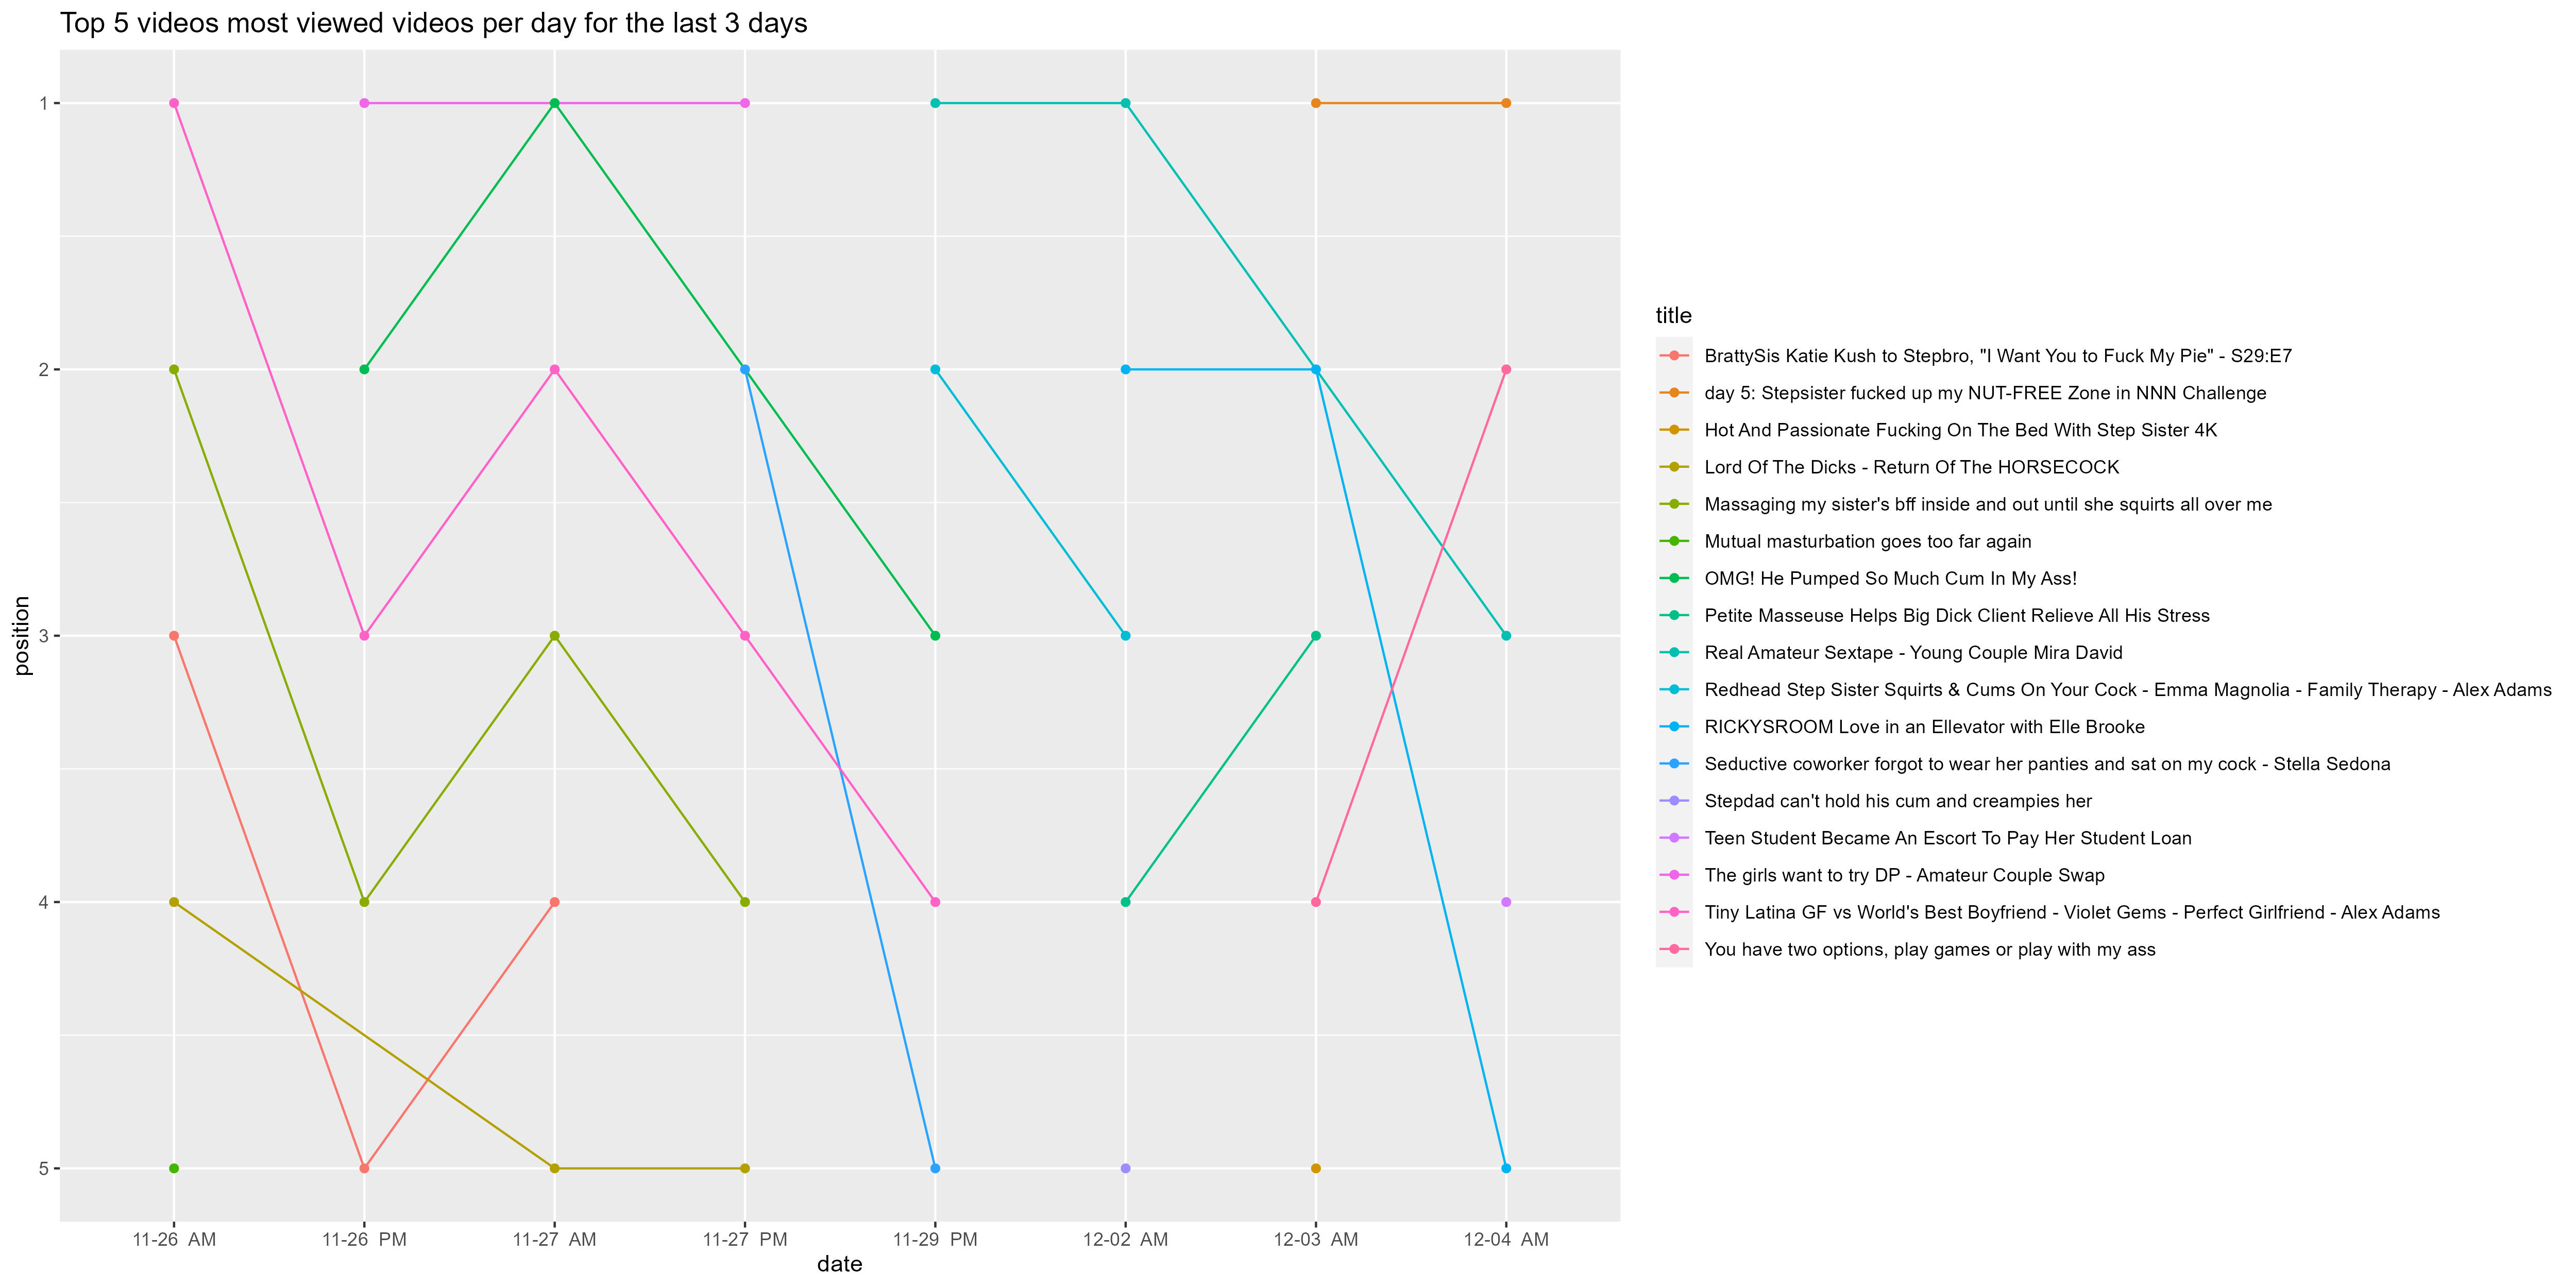 Top 5 videos most viewed videos per day for the last 3 days
position
1
2
3
4
5
11-26 AM
11-26 PM
11-27 AM
11-27 PM
11-29 PM
12-02 AM
12-03 AM
12-04 AM
date
title
BrattySis Katie Kush to Stepbro, "I Want You to Fuck My Pie" - S29:E7
day 5: Stepsister fucked up my NUT-FREE Zone in NNN Challenge
Hot And Passionate Fucking On The Bed With Step Sister 4K
Lord Of The Dicks - Return Of The HORSECOCK
Massaging my sister's bff inside and out until she squirts all over me
Mutual masturbation goes too far again
OMG! He Pumped So Much Cum In My Ass!
Petite Masseuse Helps Big Dick Client Relieve All His Stress
Real Amateur Sextape - Young Couple Mira David
Redhead Step Sister Squirts & Cums On Your Cock - Emma Magnolia - Family Therapy - Alex Adams
RICKYSROOM Love in an Ellevator with Elle Brooke
Seductive coworker forgot to wear her panties and sat on my cock - Stella Sedona
Stepdad can't hold his cum and creampies her
Teen Student Became An Escort To Pay Her Student Loan
The girls want to try DP - Amateur Couple Swap
Tiny Latina GF vs World's Best Boyfriend - Violet Gems - Perfect Girlfriend - Alex Adams
You have two options, play games or play with my ass